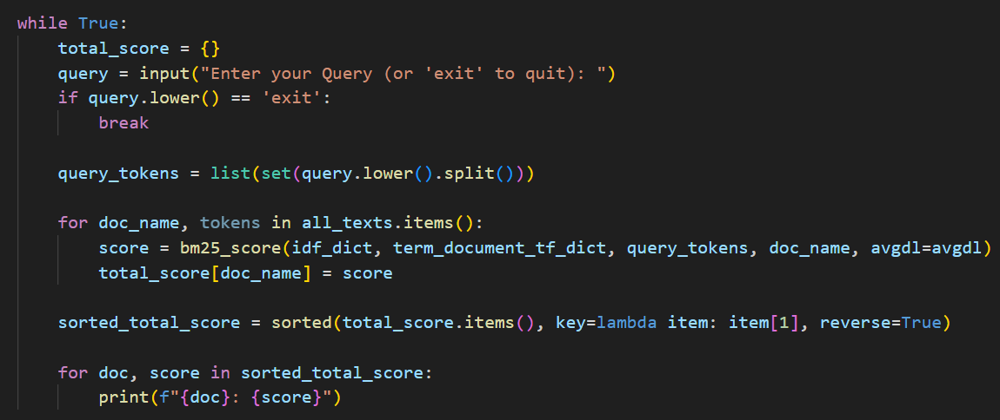 while True:
    total_score = {}
    query = input("Enter your Query (or 'exit' to quit): ")
    if query.lower() == 'exit':
        break

    query_tokens = list(set(query.lower().split()))

    for doc_name, tokens in all_texts.items():
        score = bm25_score(idf_dict, term_document_tf_dict, query_tokens, doc_name, avgdl=avgdl)
        total_score[doc_name] = score

    sorted_total_score = sorted(total_score.items(), key=lambda item: item[1], reverse=True)

    for doc, score in sorted_total_score:
        print(f"{doc}: {score}")